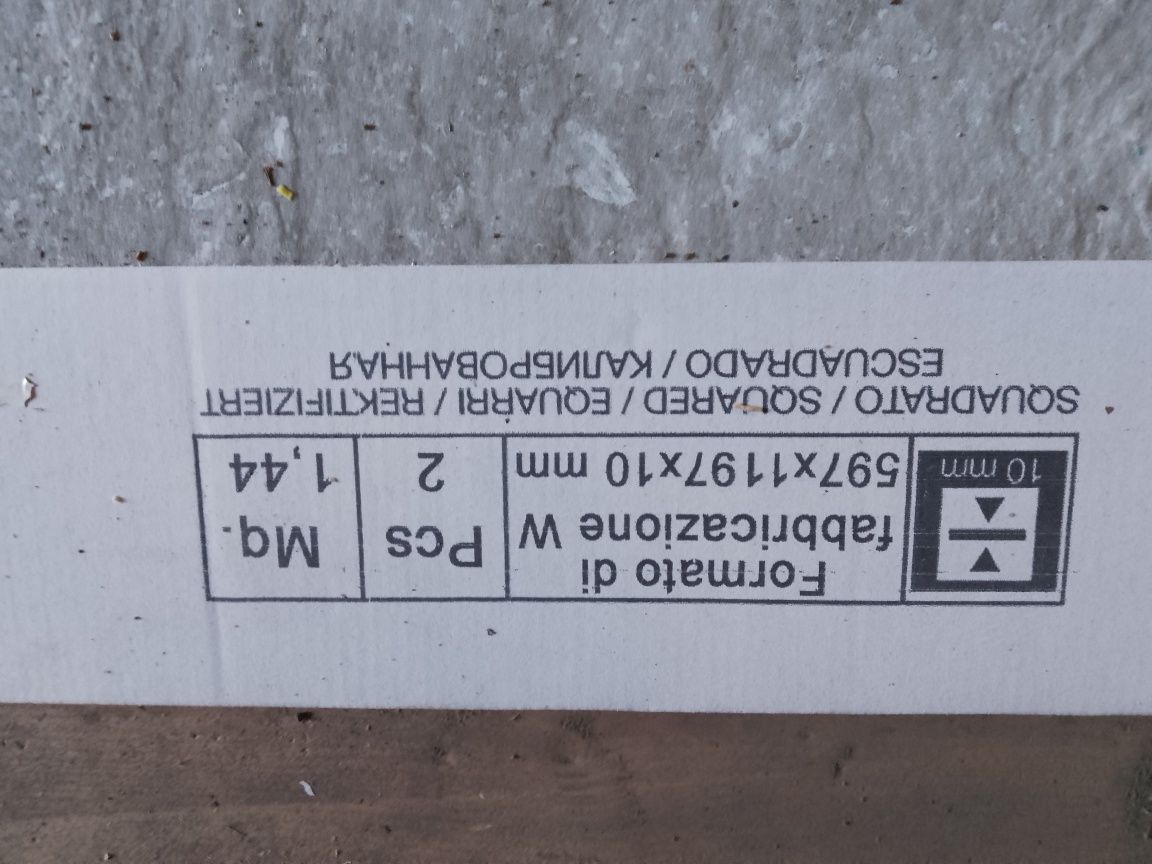 10 mm
Formato di
fabbricazione W
597x1197x10 mm
Pcs
2
Mq.
1,44
SQUADRATO / SQUARED / EQUARRI / REKTIFIZIERT
ESCUADRADO / КАЛИБРОВАННАЯ